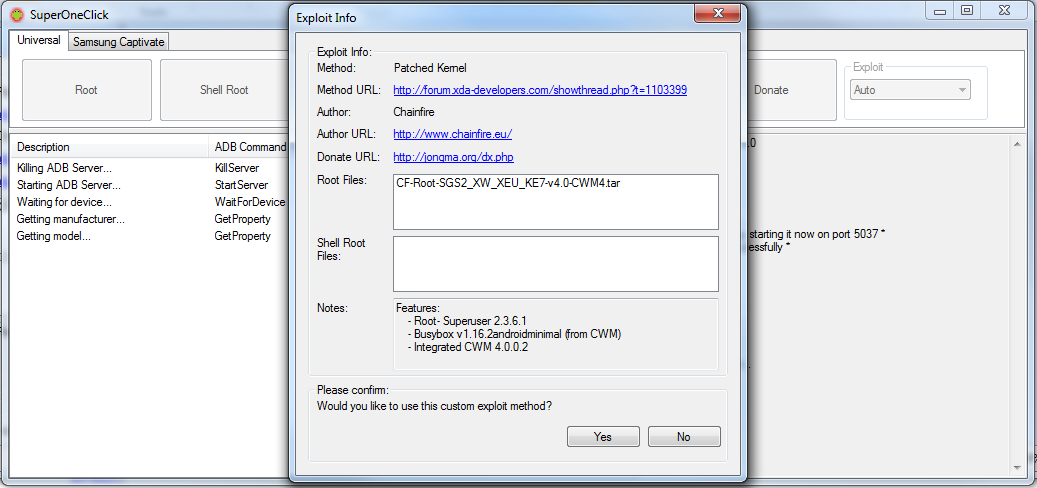 SuperOneClick
Universal
Samsung Captivate
Root
Shell Root
Donate
Exploit
Auto
Description
ADB Command
Killing ADB Server...
KillServer
Starting ADB Server...
StartServer
Waiting for device...
WaitForDevice
Getting manufacturer...
GetProperty
Getting model...
GetProperty
.0
starting it now on port 5037 *
essfully *
Exploit Info
Exploit Info:
Method: Patched Kernel
Method URL: http://forum.xda-developers.com/showthread.php?t=1103399
Author: Chainfire
Author URL: http://www.chainfire.eu/
Donate URL: http://jongma.org/dx.php
Root Files: CF-Root-SGS2_XW_XEU_KE7-v4.0-CWM4.tar
Shell Root
Files:
Notes: Features:
- Root- Superuser 2.3.6.1
- Busybox v1.16.2androidminimal (from CWM)
- Integrated CWM 4.0.0.2
Please confirm:
Would you like to use this custom exploit method?
Yes
No